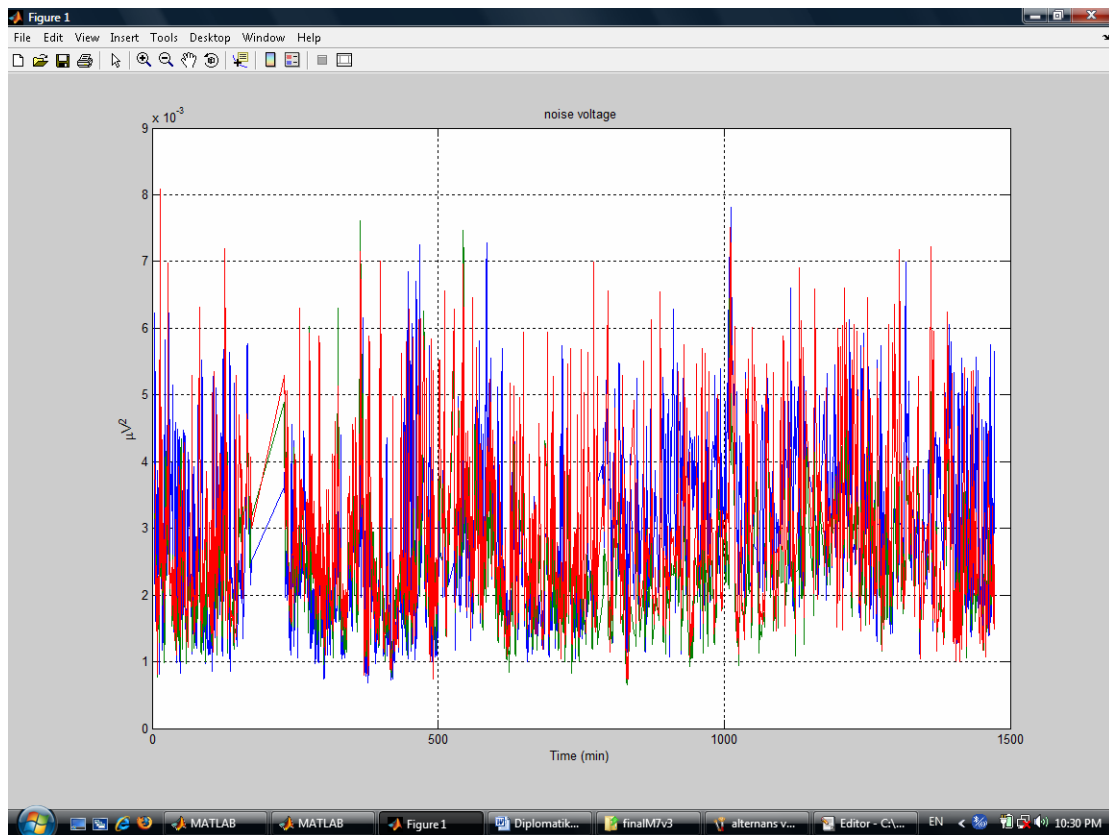 Figure 1
File Edit View Insert Tools Desktop Window Help
noise voltage
x 10-3
9
8
7
6
5
4
3
2
1
0
μV2
0 500 1000 1500
Time (min)
MATLAB MATLAB Figure 1 Diplomatik... finalM7v3 alternans v... Editor - C:\... EN 10:30 PM